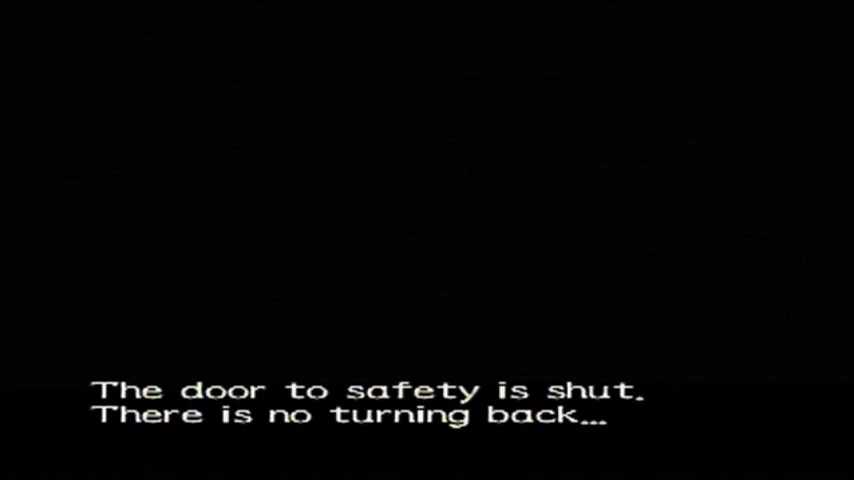 The door to safety is shut.
There is no turning back...